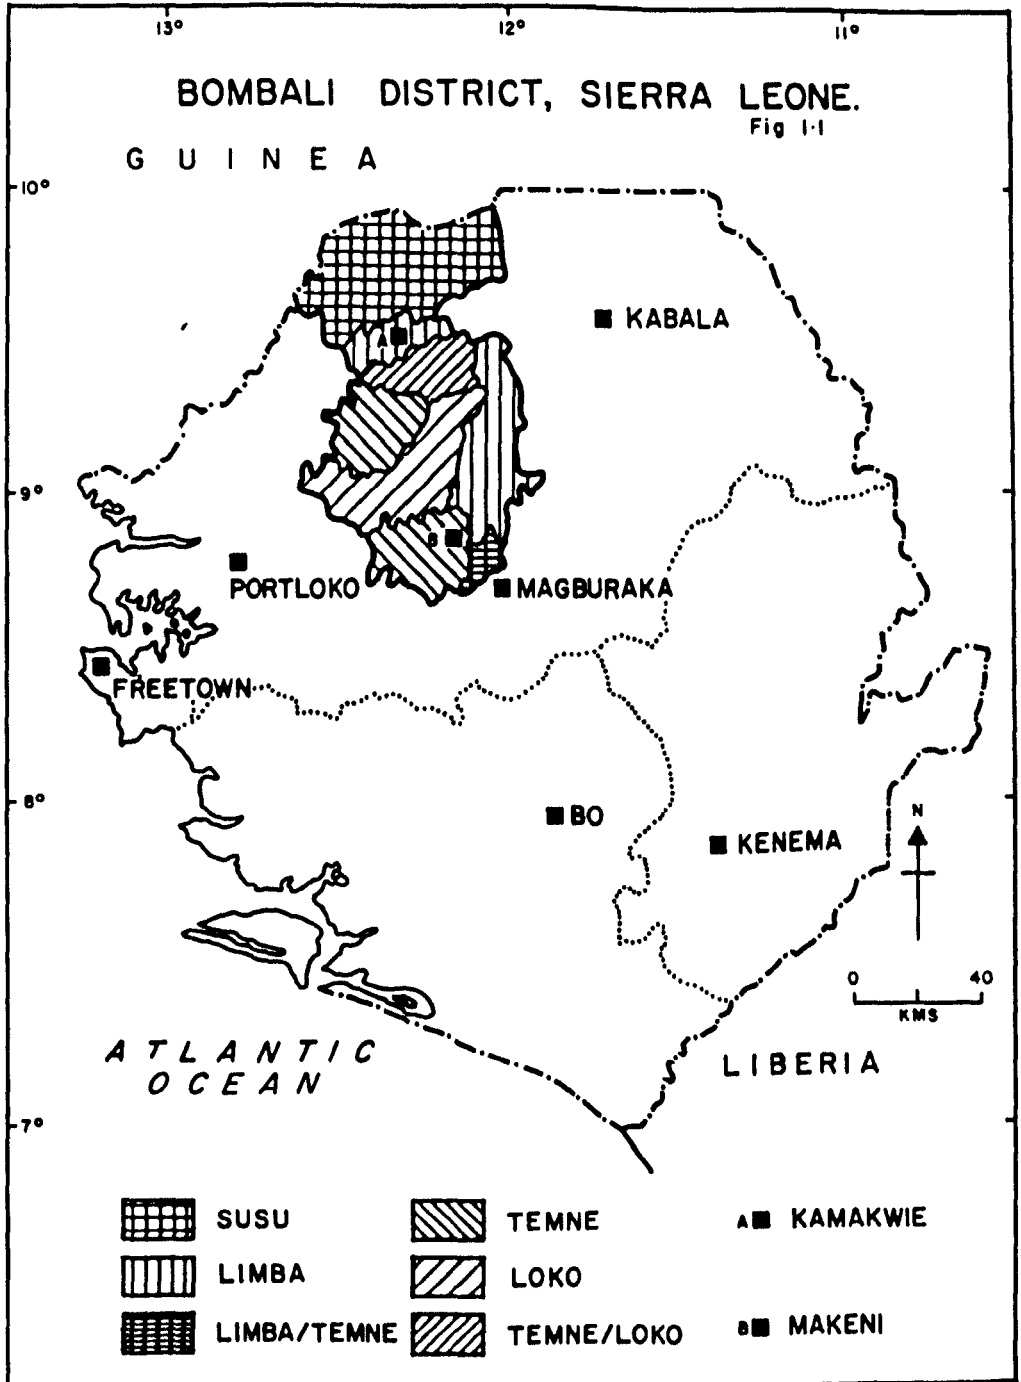 13° 12° 11°
BOMBALI DISTRICT, SIERRA LEONE.
Fig 1·1
GUINEA
10°
KABALA
A
9°
B
PORTLOKO
MAGBURAKA
FREETOWN
8°
BO
KENEMA
N
0 40
KMS
ATLANTIC
OCEAN
LIBERIA
7°
SUSU
TEMNE
A KAMAKWIE
LIMBA
LOKO
LIMBA/TEMNE
TEMNE/LOKO
B MAKENI